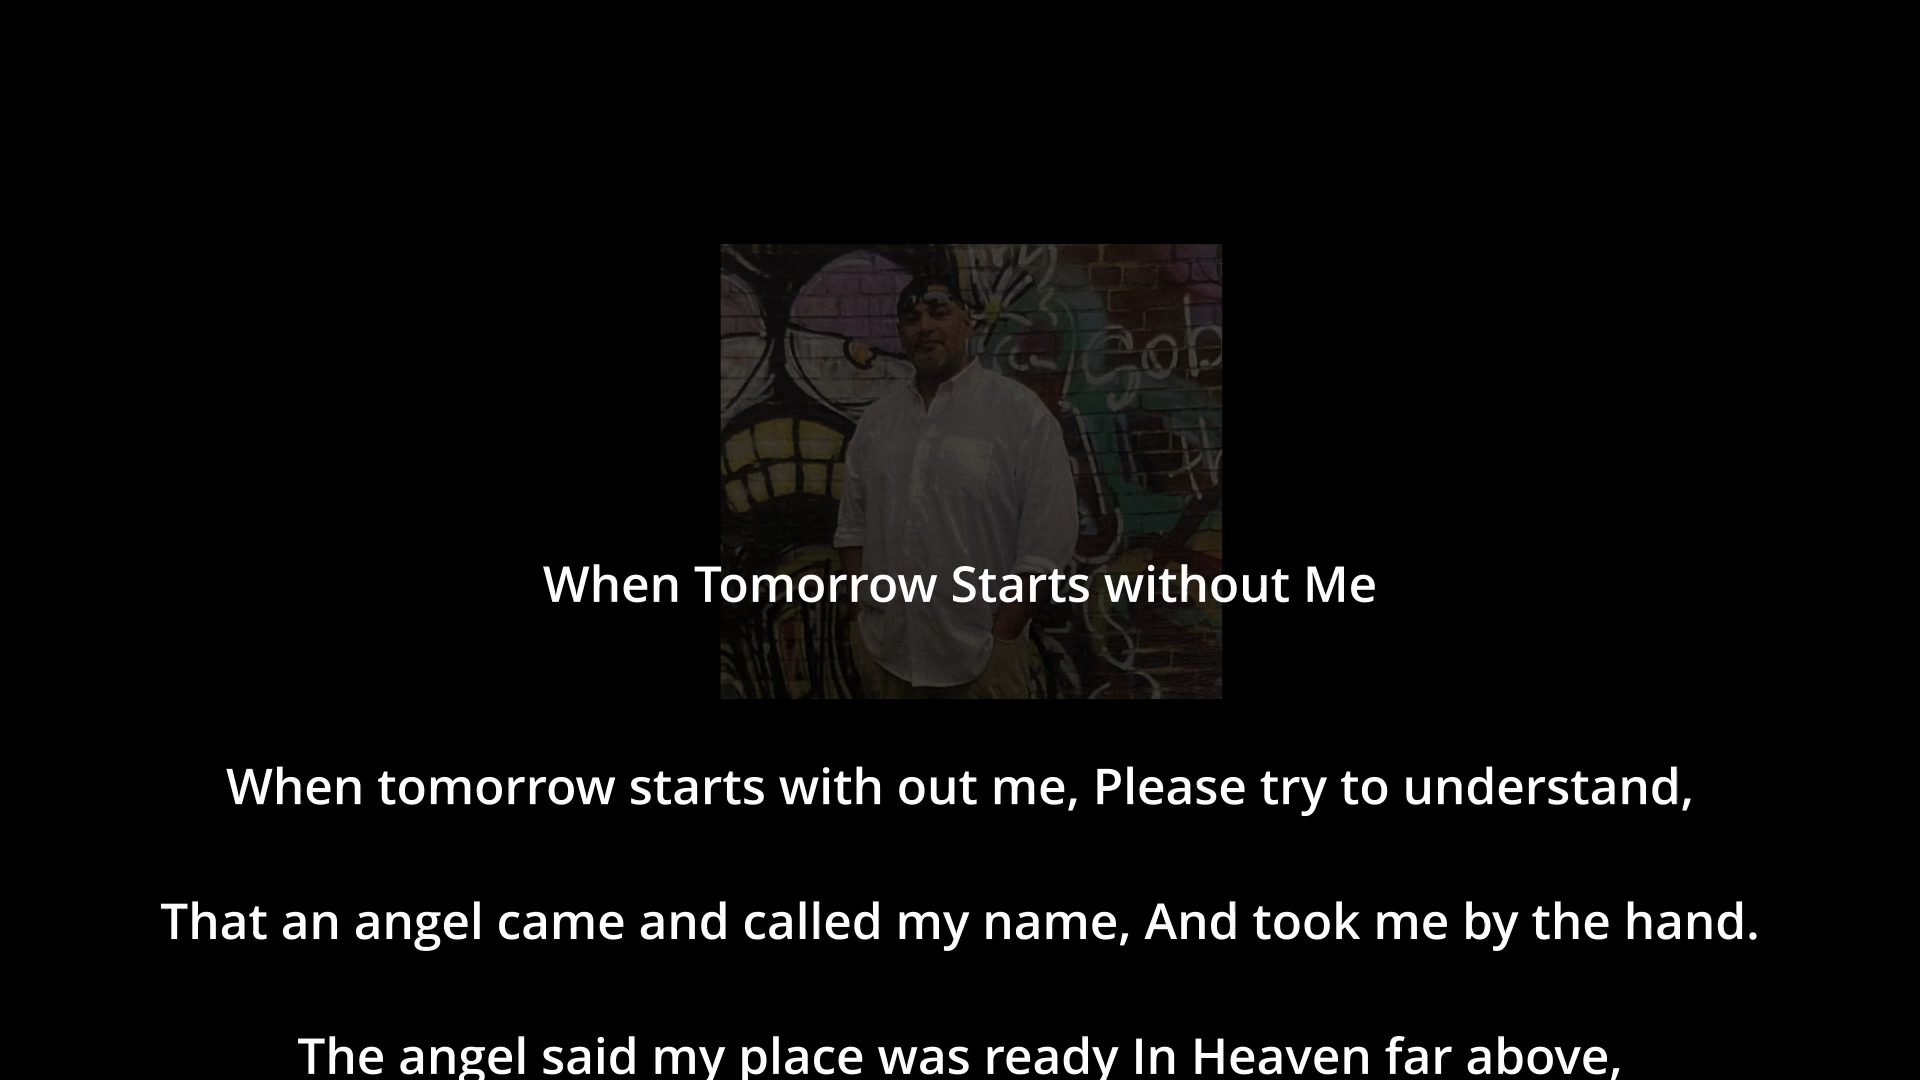 @gob
th
When Tomorrow Starts without Me
When tomorrow starts with out me, Please try to understand,
That an angel came and called my name, And took me by the hand.
The angel said my place was ready In Heaven far above,